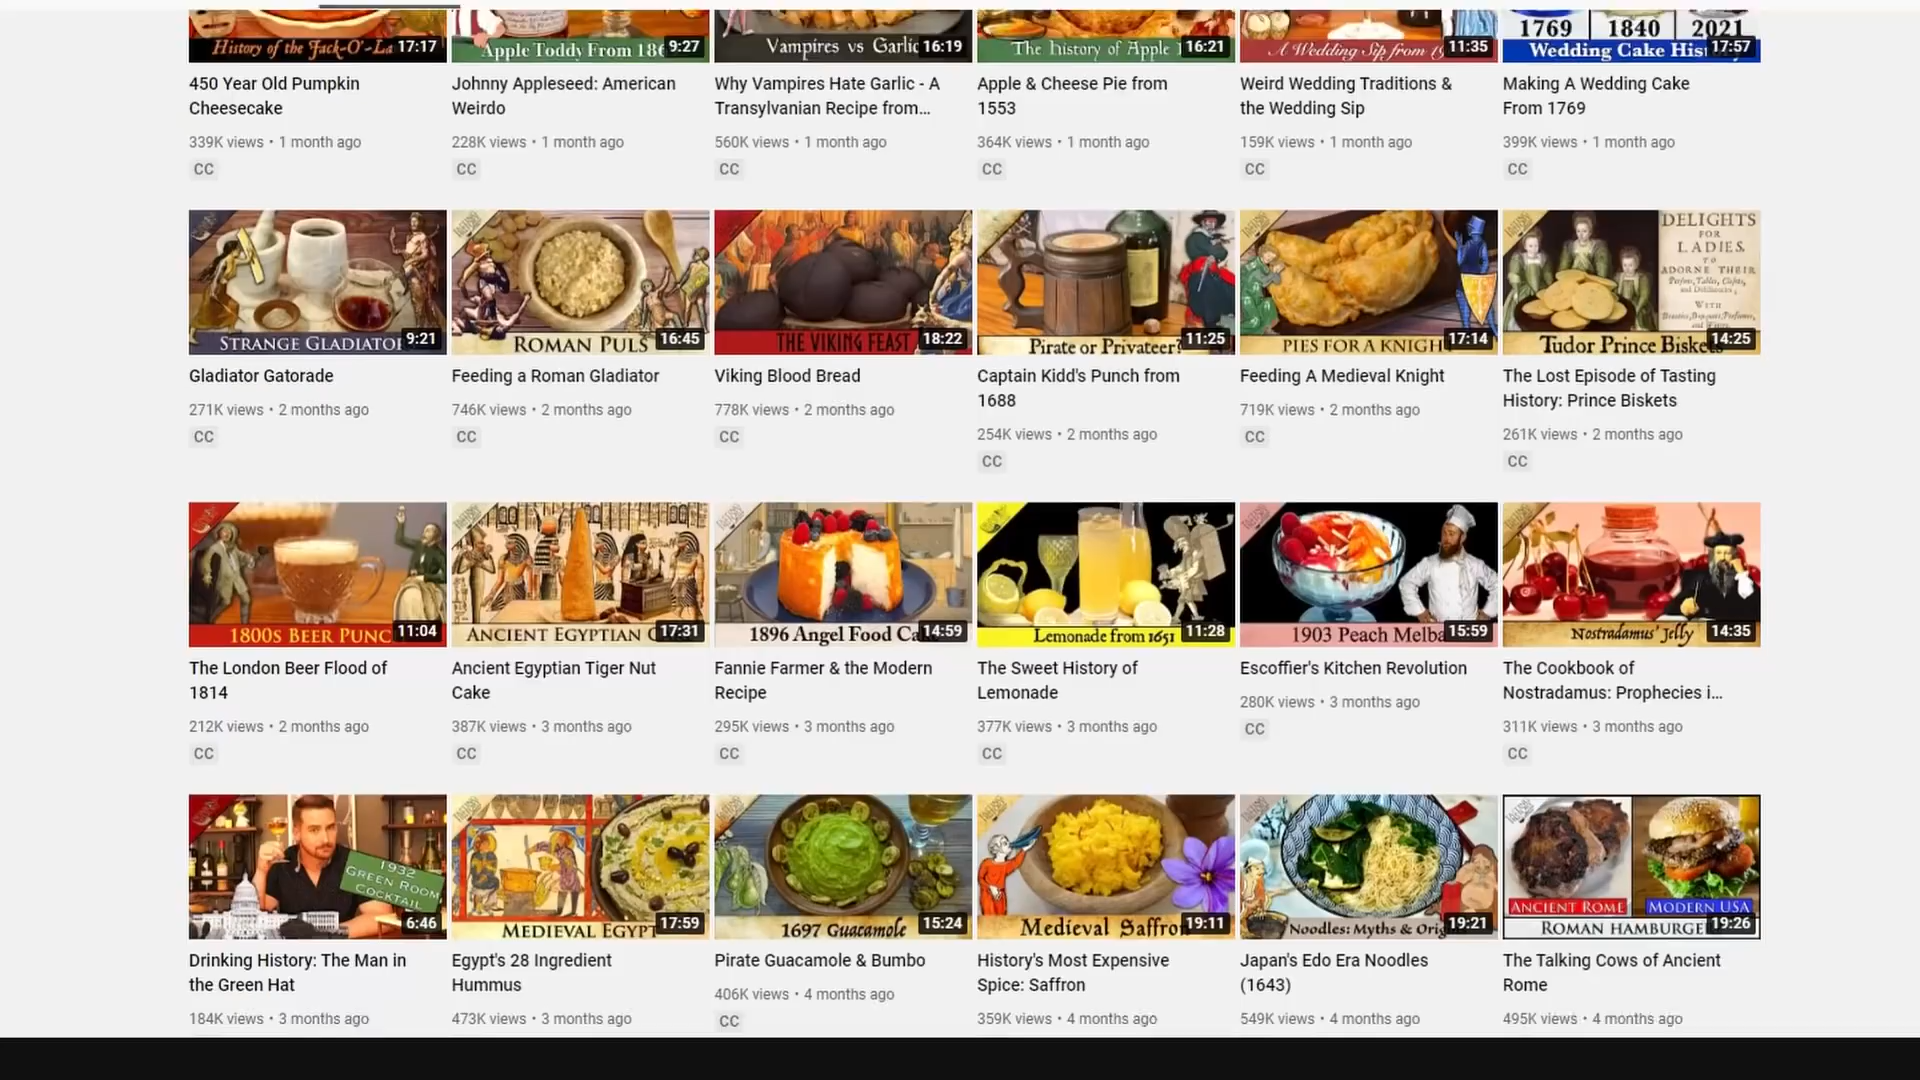 History of the Jack-O'-La
17:17
Apple Toddy From 186
9:27
Vampires vs Garlic
16:19
The History of Apple
16:21
A Wedding Sip from 19
11:35
1769 1840 2021
Wedding Cake His
17:57
450 Year Old Pumpkin
Cheesecake
339K views • 1 month ago
CC
Johnny Appleseed: American
Weirdo
228K views • 1 month ago
CC
Why Vampires Hate Garlic - A
Transylvanian Recipe from...
560K views • 1 month ago
CC
Apple & Cheese Pie from
1553
364K views • 1 month ago
CC
Weird Wedding Traditions &
the Wedding Sip
159K views • 1 month ago
CC
Making A Wedding Cake
From 1769
399K views • 1 month ago
CC
STRANGE GLADIATOR
9:21
ROMAN PULS
16:45
THE VIKING FEAST
18:22
Pirate or Privateer?
11:25
PIES FOR A KNIGH
17:14
DELIGHTS
FOR
LADIES,
TO
ADORNE THEIR
WITH
Tudor Prince Biskets
14:25
Gladiator Gatorade
271K views • 2 months ago
CC
Feeding a Roman Gladiator
746K views • 2 months ago
CC
Viking Blood Bread
778K views • 2 months ago
CC
Captain Kidd's Punch from
1688
254K views • 2 months ago
CC
Feeding A Medieval Knight
719K views • 2 months ago
CC
The Lost Episode of Tasting
History: Prince Biskets
261K views • 2 months ago
CC
1800s BEER PUNC
11:04
ANCIENT EGYPTIAN C
17:31
1896 Angel Food Ca
14:59
Lemonade from 1651
11:28
1903 Peach Melba
15:59
Nostradamus' Jelly
14:35
The London Beer Flood of
1814
212K views • 2 months ago
CC
Ancient Egyptian Tiger Nut
Cake
387K views • 3 months ago
CC
Fannie Farmer & the Modern
Recipe
295K views • 3 months ago
CC
The Sweet History of
Lemonade
377K views • 3 months ago
CC
Escoffier's Kitchen Revolution
280K views • 3 months ago
CC
The Cookbook of
Nostradamus: Prophecies i...
311K views • 3 months ago
CC
1932
GREEN ROOM
COCKTAIL
6:46
MEDIEVAL EGYPT
17:59
1697 Guacamole
15:24
Medieval Saffron
19:11
Noodles: Myths & Orig
19:21
ANCIENT ROME
MODERN USA
ROMAN HAMBURGE
19:26
Drinking History: The Man in
the Green Hat
184K views • 3 months ago
Egypt's 28 Ingredient
Hummus
473K views • 3 months ago
Pirate Guacamole & Bumbo
406K views • 4 months ago
CC
History's Most Expensive
Spice: Saffron
359K views • 4 months ago
Japan's Edo Era Noodles
(1643)
549K views • 4 months ago
The Talking Cows of Ancient
Rome
495K views • 4 months ago